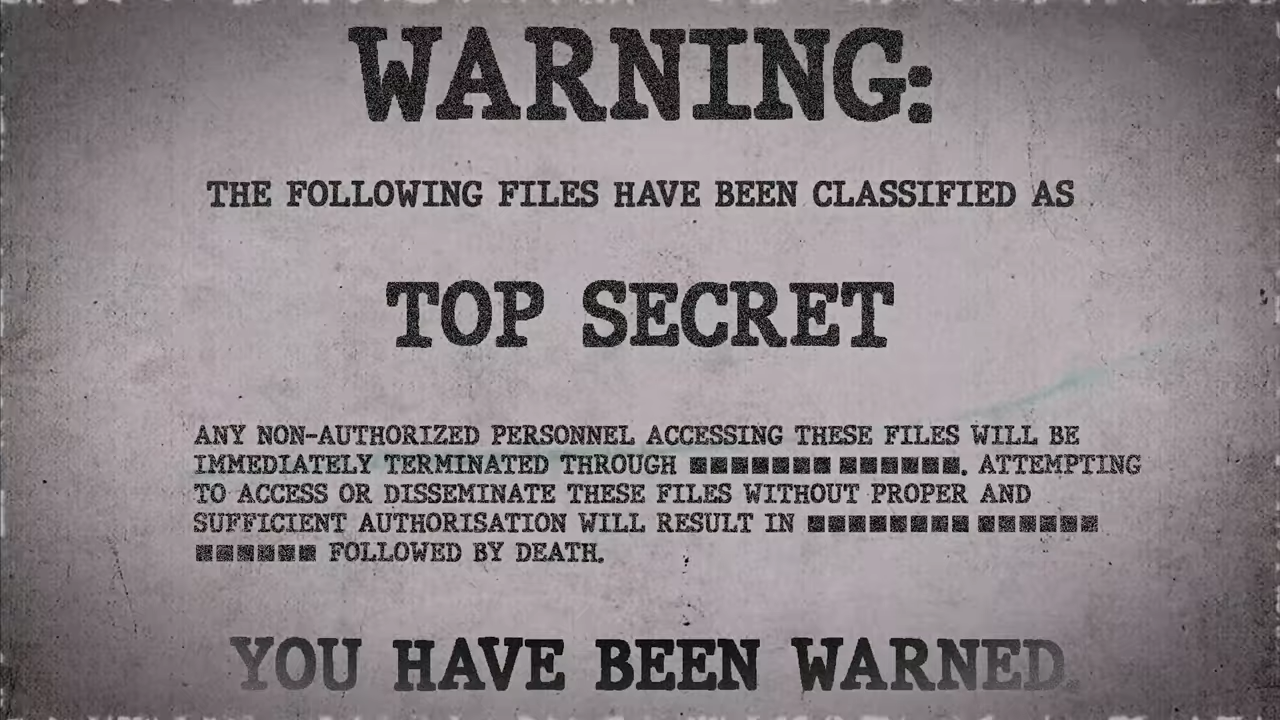 WARNING:
THE FOLLOWING FILES HAVE BEEN CLASSIFIED AS
TOP SECRET
ANY NON-AUTHORIZED PERSONNEL ACCESSING THESE FILES WILL BE
IMMEDIATELY TERMINATED THROUGH ■■■■■■■ ■■■■■■. ATTEMPTING
TO ACCESS OR DISSEMINATE THESE FILES WITHOUT PROPER AND
SUFFICIENT AUTHORISATION WILL RESULT IN ■■■■■■■■ ■■■■■■
■■■■■■ FOLLOWED BY DEATH.
YOU HAVE BEEN WARNED.